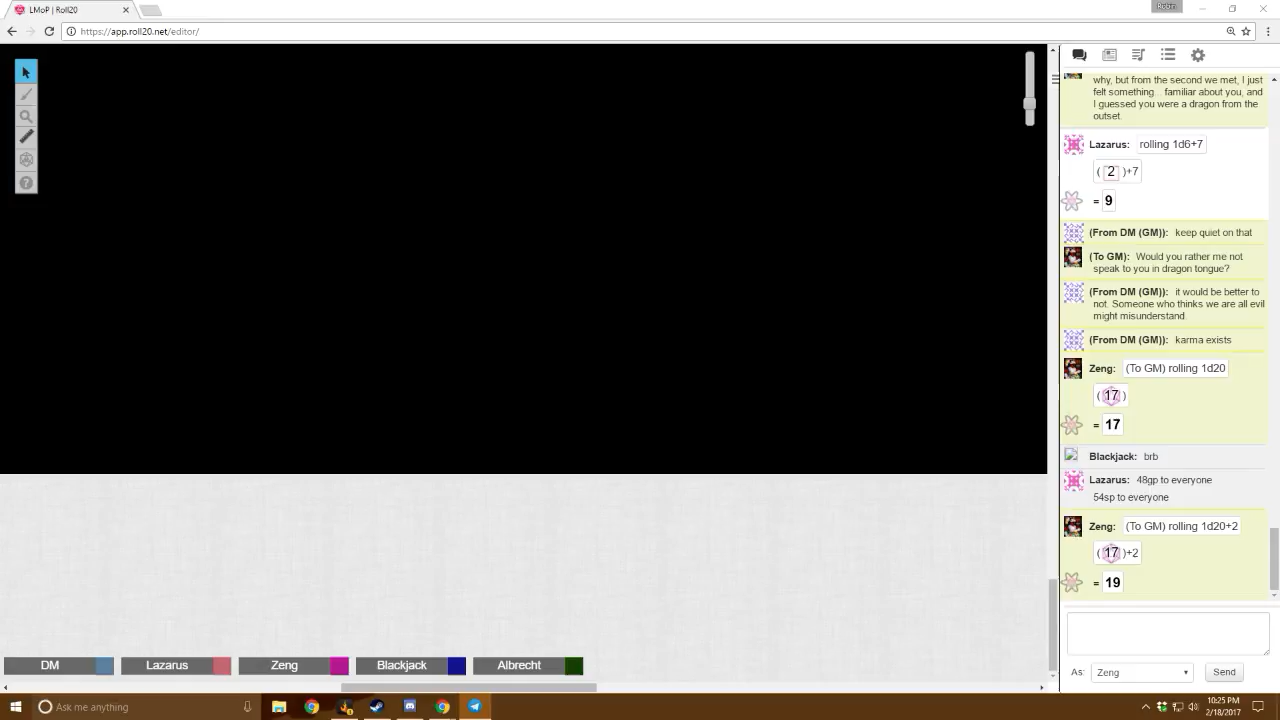 LMoP | Roll20
Robin
https://app.roll20.net/editor/
why, but from the second we met, I just
felt something... familiar about you, and
I guessed you were a dragon from the
outset.
Lazarus: rolling 1d6+7
( 2 )+7
= 9
(From DM (GM)): keep quiet on that
(To GM): Would you rather me not
speak to you in dragon tongue?
(From DM (GM)): it would be better to
not. Someone who thinks we are all evil
might misunderstand.
(From DM (GM)): karma exists
Zeng: (To GM) rolling 1d20
( 17 )
= 17
Blackjack: brb
Lazarus: 48gp to everyone
54sp to everyone
Zeng: (To GM) rolling 1d20+2
( 17 )+2
= 19
DM Lazarus Zeng Blackjack Albrecht
As: Zeng Send
Ask me anything
10:25 PM
2/18/2017